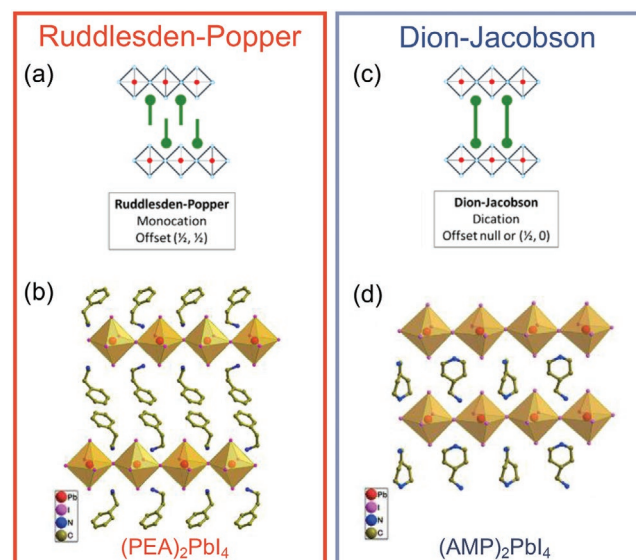 Ruddlesden-Popper
(a)
Ruddlesden-Popper
Monocation
Offset (½, ½)
(b)
Pb
I
N
C
(PEA)₂PbI₄
Dion-Jacobson
(c)
Dion-Jacobson
Dication
Offset null or (½, 0)
(d)
Pb
I
N
C
(AMP)₂PbI₄